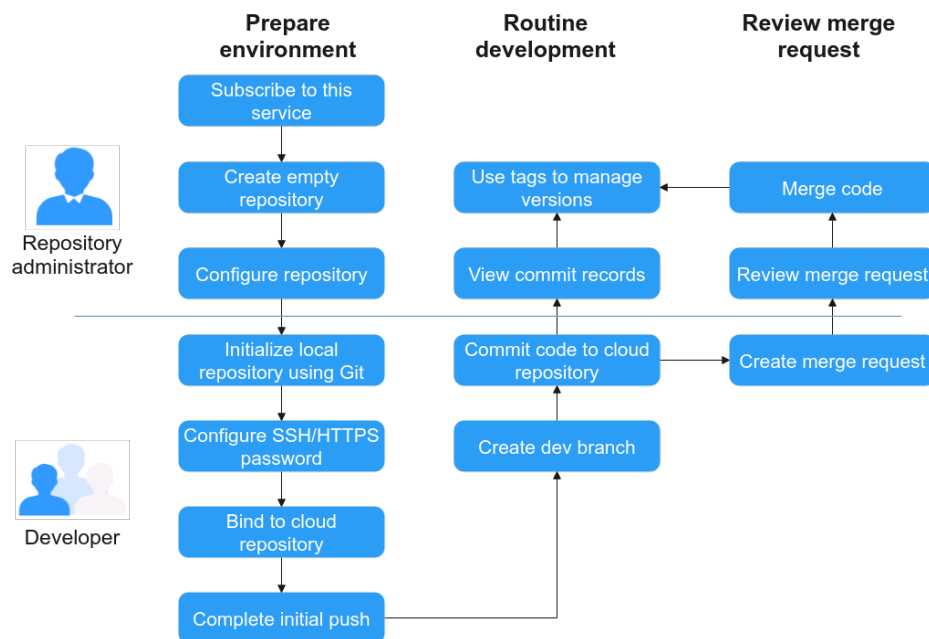 Prepare
environment
Routine
development
Review merge
request
Subscribe to this
service
Create empty
repository
Use tags to manage
versions
Merge code
Repository
administrator
Configure repository
View commit records
Review merge request
Initialize local
repository using Git
Commit code to cloud
repository
Create merge request
Configure SSH/HTTPS
password
Create dev branch
Developer
Bind to cloud
repository
Complete initial push